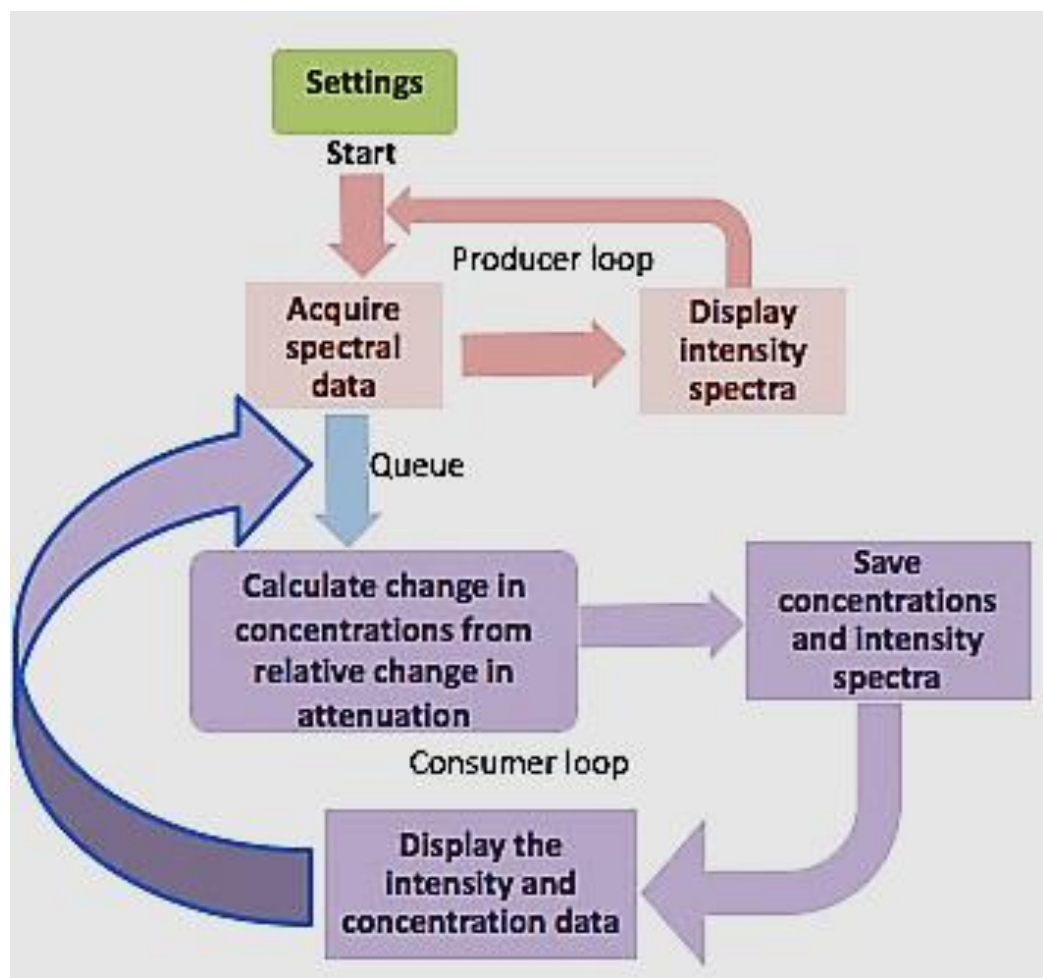 Settings
Start
Producer loop
Acquire
spectral
data
Display
intensity
spectra
Queue
Calculate change in
concentrations from
relative change in
attenuation
Save
concentrations
and intensity
spectra
Consumer loop
Display the
intensity and
concentration data